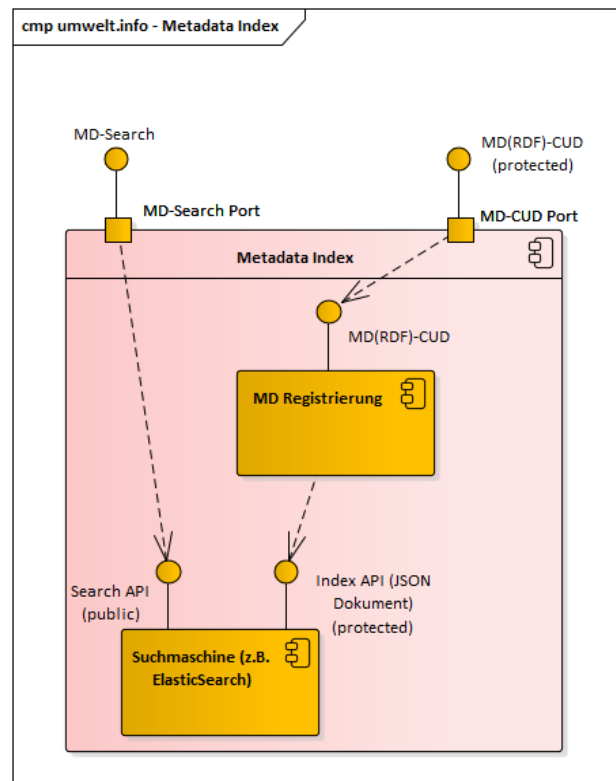 cmp umwelt.info - Metadata Index
MD-Search
MD(RDF)-CUD
(protected)
MD-Search Port
MD-CUD Port
Metadata Index
MD(RDF)-CUD
MD Registrierung
Search API
(public)
Index API (JSON
Dokument)
(protected)
Suchmaschine (z.B.
ElasticSearch)